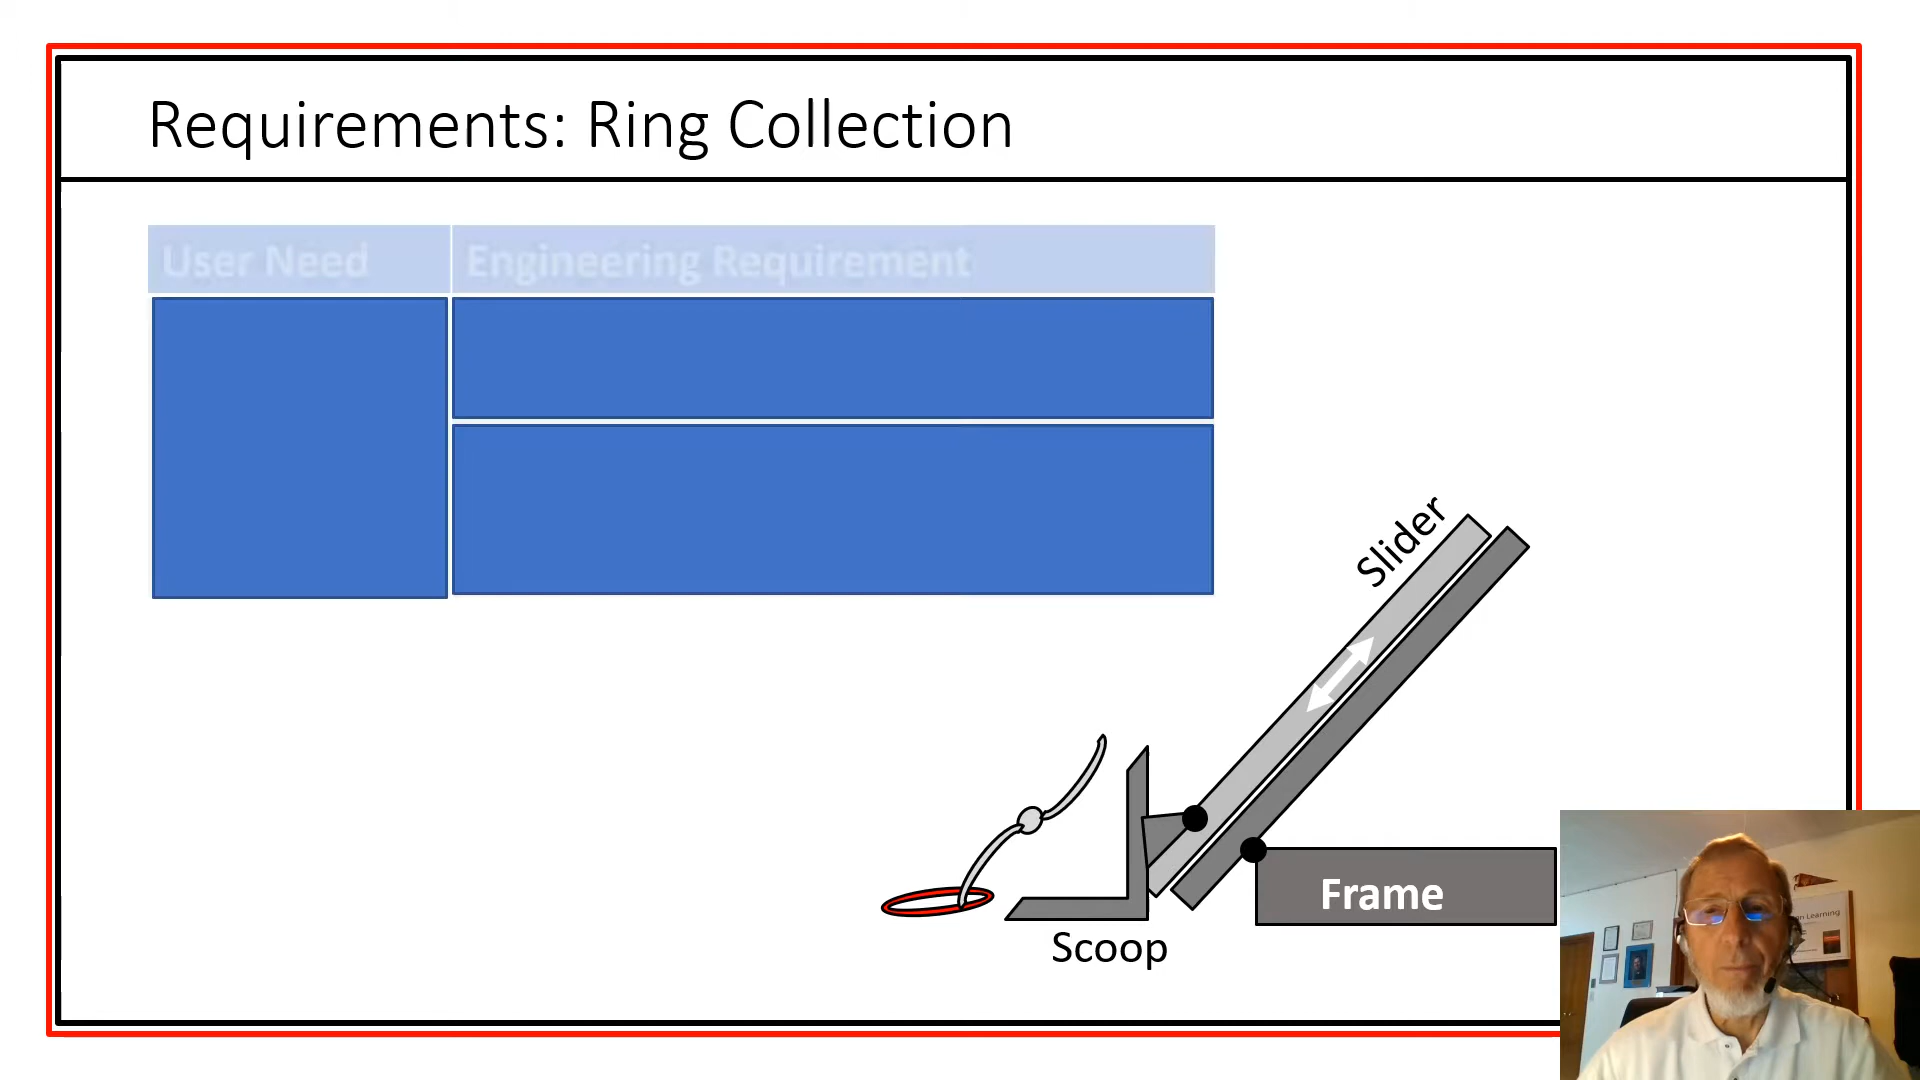 Requirements: Ring Collection
User Need
Engineering Requirement
Slider
Frame
Scoop